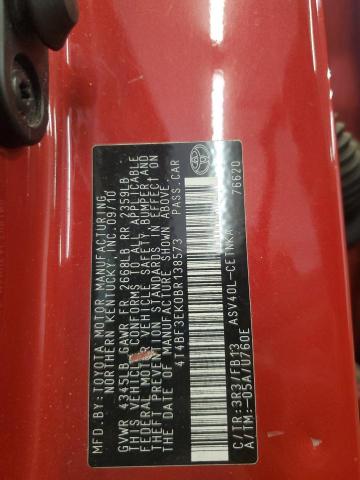 MFD. BY: TOYOTA MOTOR MANUFACTURING
NORTHERN KENTUCKY, INC. 09/10
GVWR 4345LB GAWR FR 2668LB RR 2359LB
THIS VEHICLE CONFORMS TO ALL APPLICABLE
FEDERAL MOTOR VEHICLE SAFETY, BUMPER, AND
THEFT PREVENTION STANDARDS IN EFFECT ON
THE DATE OF MANUFACTURE SHOWN ABOVE.
4T4BF3EK0BR138573 PASS. CAR
C/TR: 3R3/FB13 ASV40L-CETNKA
A/TM: -05A/U760E 76620